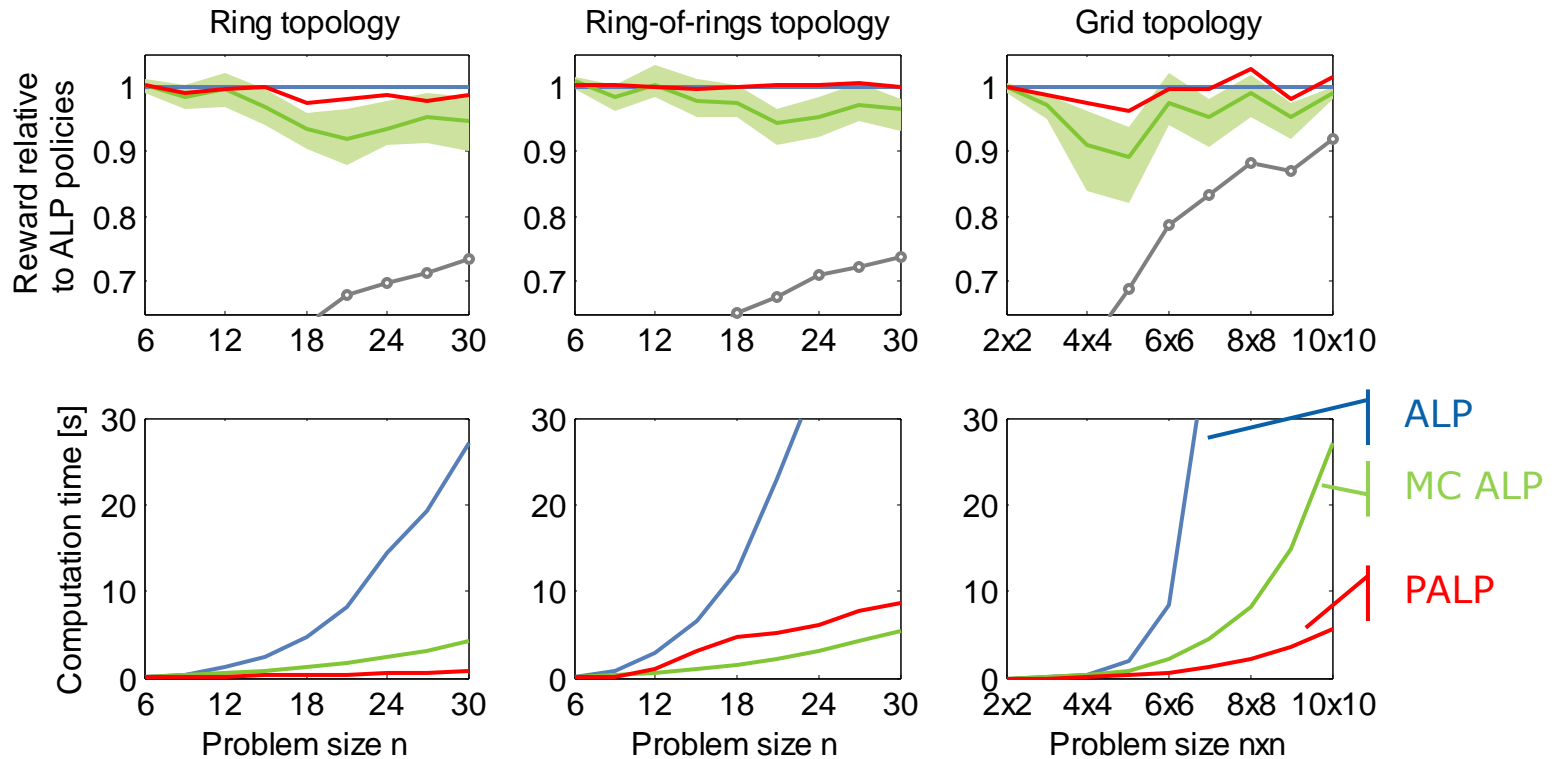 Ring topology
Ring-of-rings topology
Grid topology
Reward relative
to ALP policies
1
0.9
0.8
0.7
6 12 18 24 30
1
0.9
0.8
0.7
6 12 18 24 30
1
0.9
0.8
0.7
2x2 4x4 6x6 8x8 10x10
Computation time [s]
30
20
10
0
6 12 18 24 30
Problem size n
30
20
10
0
6 12 18 24 30
Problem size n
30
20
10
0
2x2 4x4 6x6 8x8 10x10
Problem size nxn
ALP
MC ALP
PALP